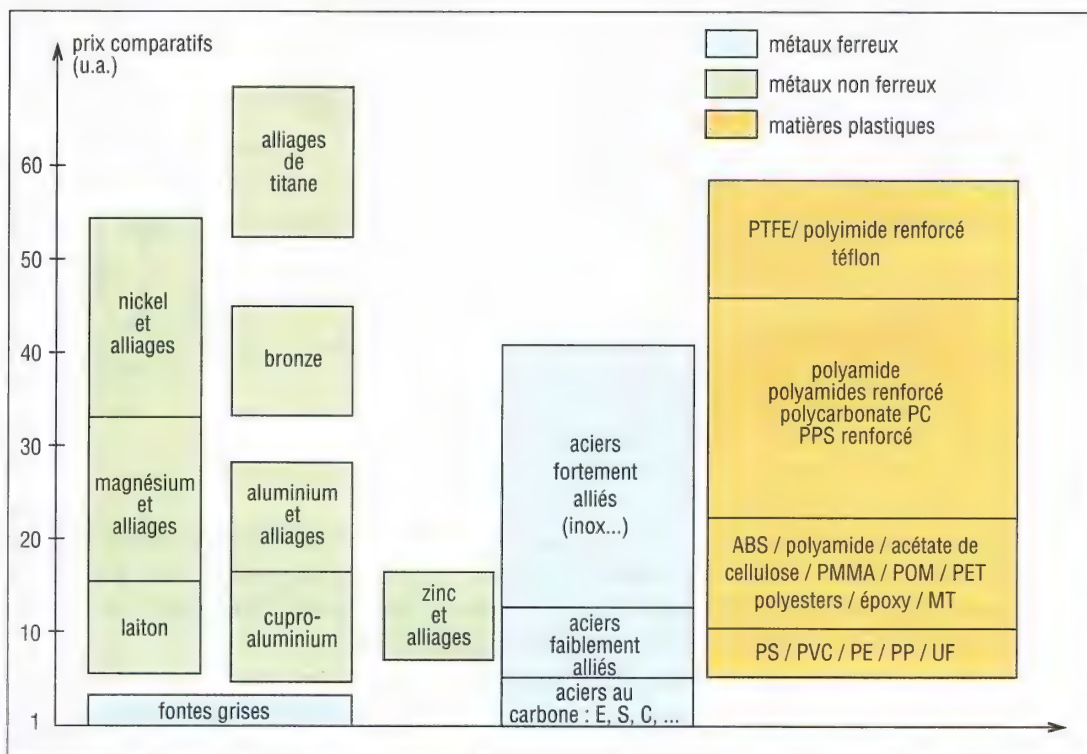 prix comparatifs
(u.a.)
métaux ferreux
métaux non ferreux
matières plastiques
60
50
40
30
20
10
1
nickel
et
alliages
magnésium
et
alliages
laiton
fontes grises
alliages
de
titane
bronze
aluminium
et
alliages
cupro-
aluminium
zinc
et
alliages
aciers
fortement
alliés
(inox...)
aciers
faiblement
alliés
aciers au
carbone : E, S, C, ...
PTFE/ polyimide renforcé
téflon
polyamide
polyamides renforcé
polycarbonate PC
PPS renforcé
ABS / polyamide / acétate de
cellulose / PMMA / POM / PET
polyesters / époxy / MT
PS / PVC / PE / PP / UF